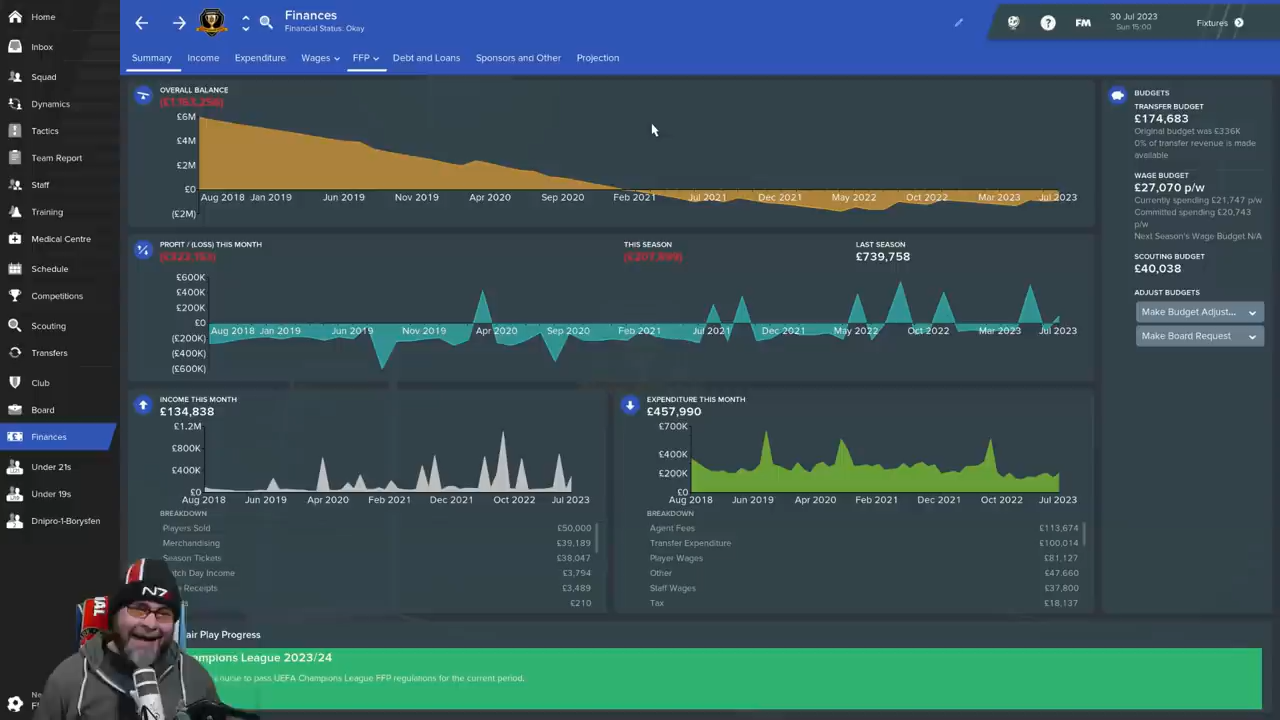 Home
Inbox
Squad
Dynamics
Tactics
Team Report
Staff
Training
Medical Centre
Schedule
Competitions
Scouting
Transfers
Club
Board
Finances
Under 21s
Under 19s
Dnipro-1-Borysfen
Finances
Financial Status: Okay
FM
30 Jul 2023
Sun 15:00
Fixtures
Summary Income Expenditure Wages FFP Debt and Loans Sponsors and Other Projection
OVERALL BALANCE
£6M
£4M
£2M
£0
(£2M)
Aug 2018 Jan 2019 Jun 2019 Nov 2019 Apr 2020 Sep 2020 Feb 2021 Jul 2021 Dec 2021 May 2022 Oct 2022 Mar 2023 Jul 2023
PROFIT / (LOSS) THIS MONTH
THIS SEASON
LAST SEASON
£739,758
£600K
£400K
£200K
£0
(£200K)
(£400K)
(£600K)
Aug 2018 Jan 2019 Jun 2019 Nov 2019 Apr 2020 Sep 2020 Feb 2021 Jul 2021 Dec 2021 May 2022 Oct 2022 Mar 2023 Jul 2023
INCOME THIS MONTH
£134,838
£1.2M
£800K
£400K
£0
Aug 2018 Jun 2019 Apr 2020 Feb 2021 Dec 2021 Oct 2022 Jul 2023
BREAKDOWN
Players Sold £50,000
Merchandising £39,189
Season Tickets £38,047
tch Day Income £3,794
Receipts £3,489
£210
EXPENDITURE THIS MONTH
£457,990
£700K
£400K
£200K
£0
Aug 2018 Jun 2019 Apr 2020 Feb 2021 Dec 2021 Oct 2022 Jul 2023
BREAKDOWN
Agent Fees £113,674
Transfer Expenditure £100,014
Player Wages £81,127
Other £47,660
Staff Wages £37,800
Tax £18,137
BUDGETS
TRANSFER BUDGET
£174,683
Original budget was £336K
0% of transfer revenue is made
available
WAGE BUDGET
£27,070 p/w
Currently spending £21,747 p/w
Committed spending £20,743
p/w
Next Season's Wage Budget N/A
SCOUTING BUDGET
£40,038
ADJUST BUDGETS
Make Budget Adjust...
Make Board Request
air Play Progress
mpions League 2023/24
to pass UEFA Champions League FFP regulations for the current period.
N7